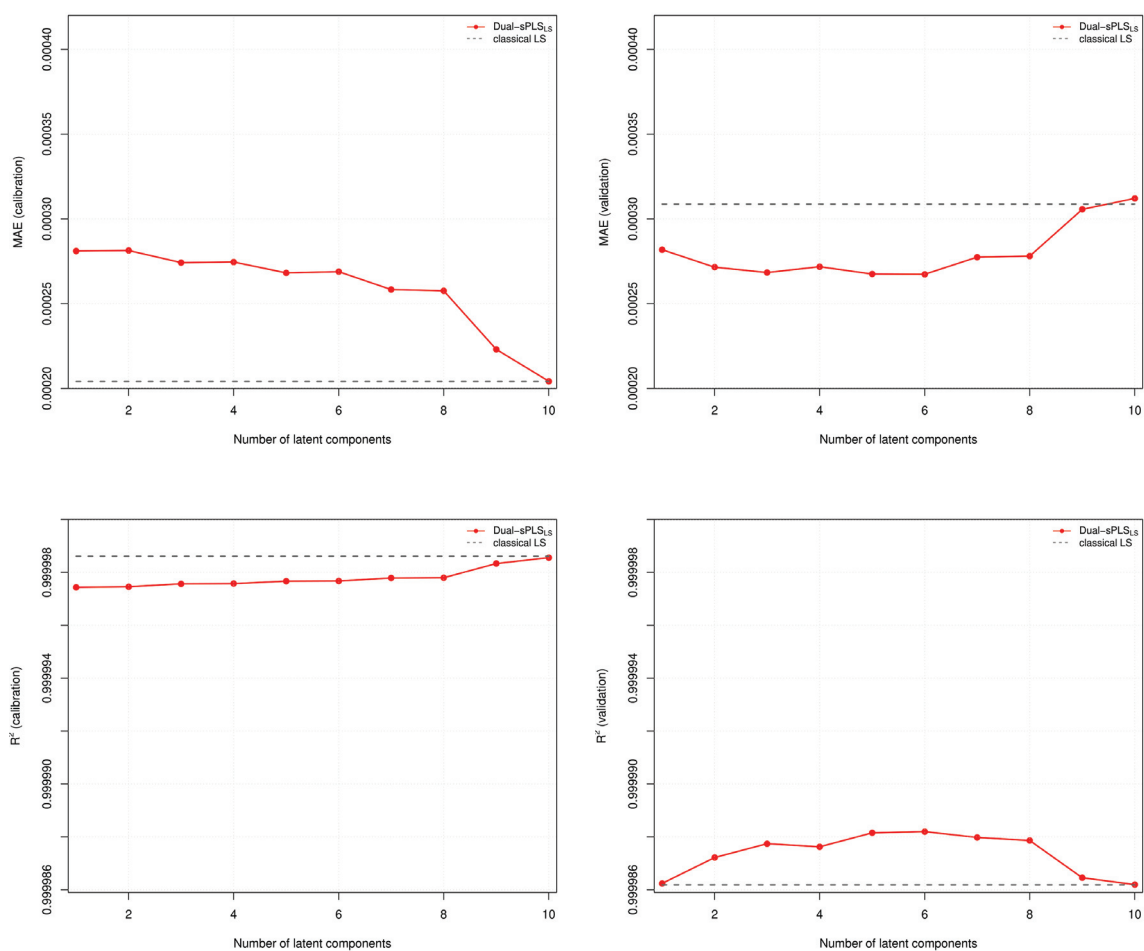 Dual−sPLS_LS
classical LS
0.00040
0.00035
0.00030
0.00025
0.00020
MAE (calibration)
2 4 6 8 10
Number of latent components
Dual−sPLS_LS
classical LS
0.00040
0.00035
0.00030
0.00025
0.00020
MAE (validation)
2 4 6 8 10
Number of latent components
Dual−sPLS_LS
classical LS
0.999998
0.999994
0.999990
0.999986
R² (calibration)
2 4 6 8 10
Number of latent components
Dual−sPLS_LS
classical LS
0.999998
0.999994
0.999990
0.999986
R² (validation)
2 4 6 8 10
Number of latent components